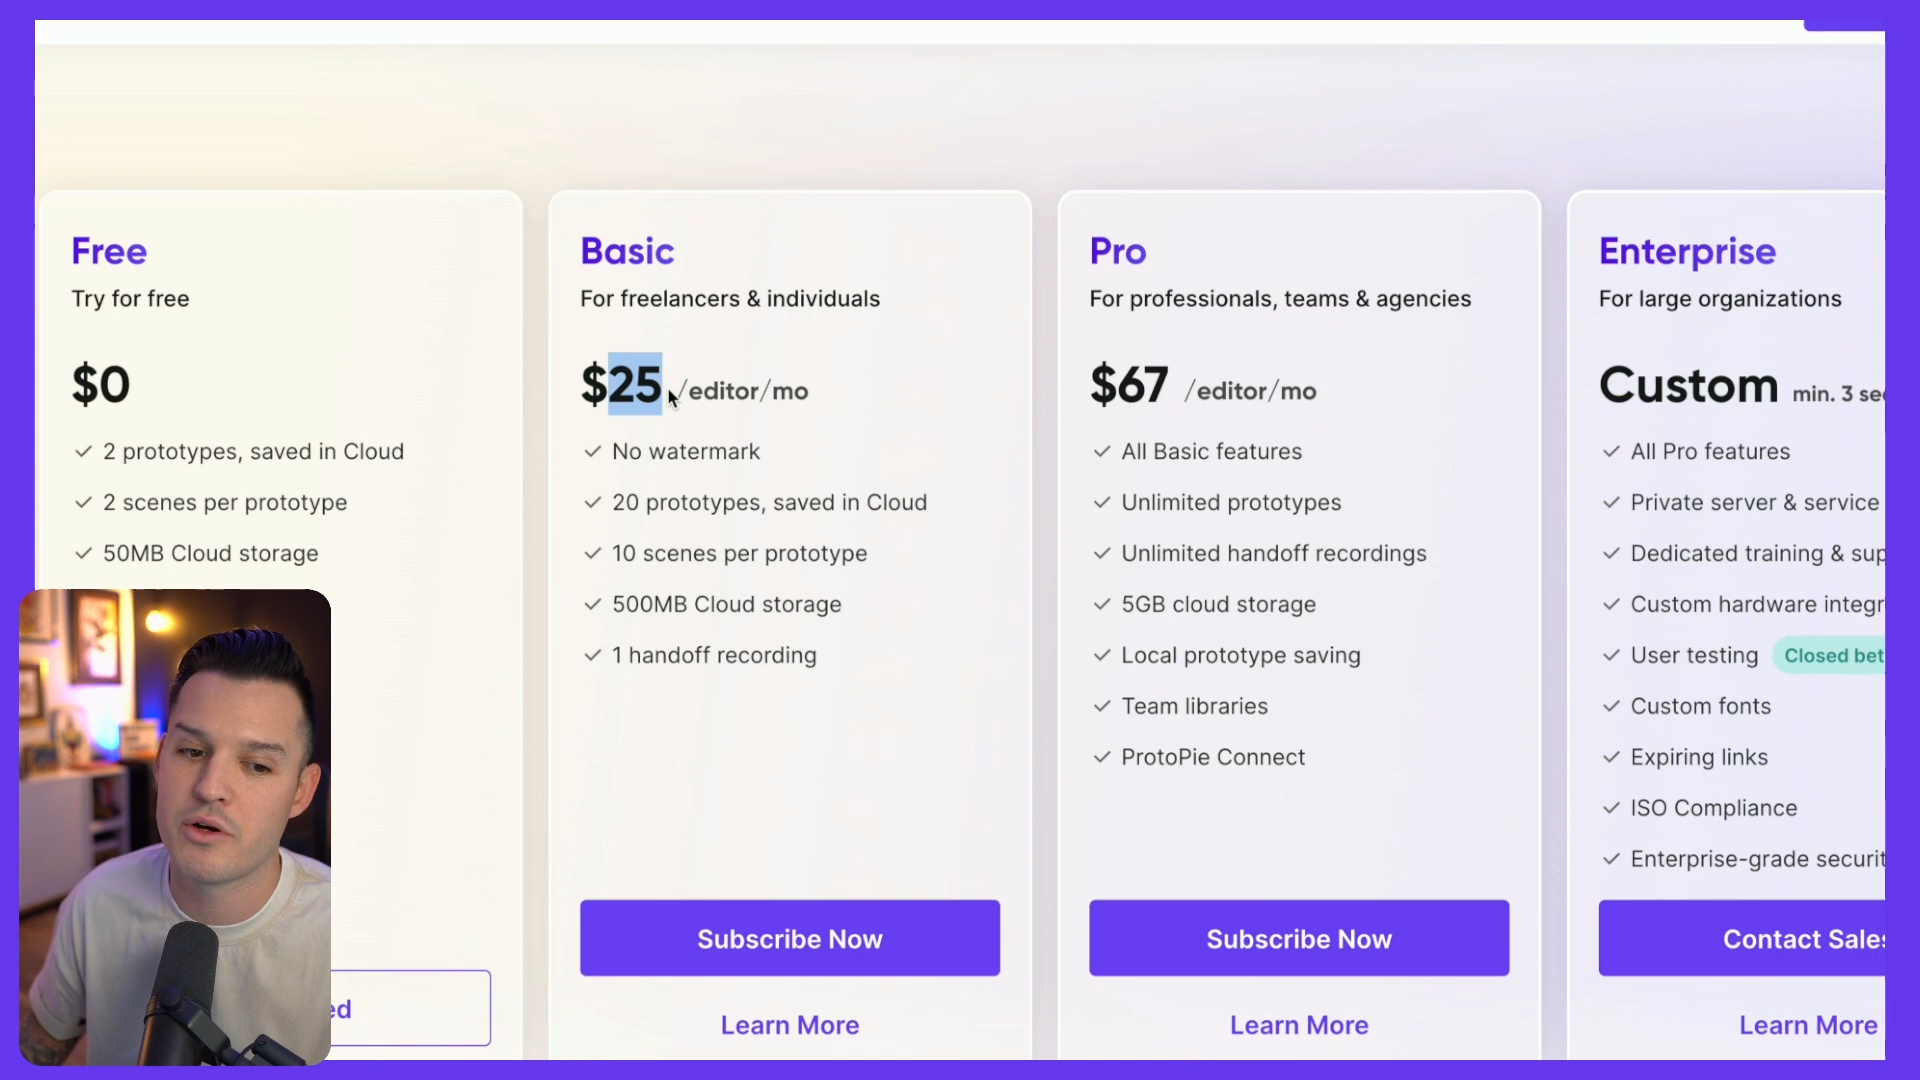 Free
Try for free
$0
2 prototypes, saved in Cloud
2 scenes per prototype
50MB Cloud storage
ed
Basic
For freelancers & individuals
$25 /editor/mo
No watermark
20 prototypes, saved in Cloud
10 scenes per prototype
500MB Cloud storage
1 handoff recording
Subscribe Now
Learn More
Pro
For professionals, teams & agencies
$67 /editor/mo
All Basic features
Unlimited prototypes
Unlimited handoff recordings
5GB cloud storage
Local prototype saving
Team libraries
ProtoPie Connect
Subscribe Now
Learn More
Enterprise
For large organizations
Custom min. 3 se
All Pro features
Private server & service
Dedicated training & sup
Custom hardware integr
User testing Closed bet
Custom fonts
Expiring links
ISO Compliance
Enterprise-grade securit
Contact Sales
Learn More